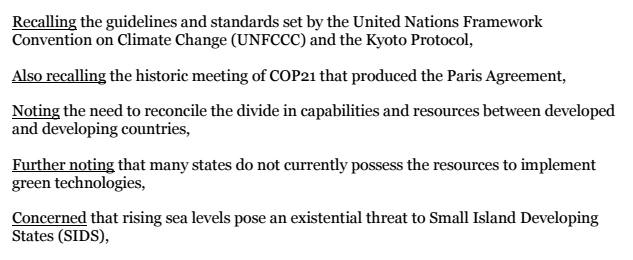 Recalling the guidelines and standards set by the United Nations Framework
Convention on Climate Change (UNFCCC) and the Kyoto Protocol,
Also recalling the historic meeting of COP21 that produced the Paris Agreement,
Noting the need to reconcile the divide in capabilities and resources between developed
and developing countries,
Further noting that many states do not currently possess the resources to implement
green technologies,
Concerned that rising sea levels pose an existential threat to Small Island Developing
States (SIDS),